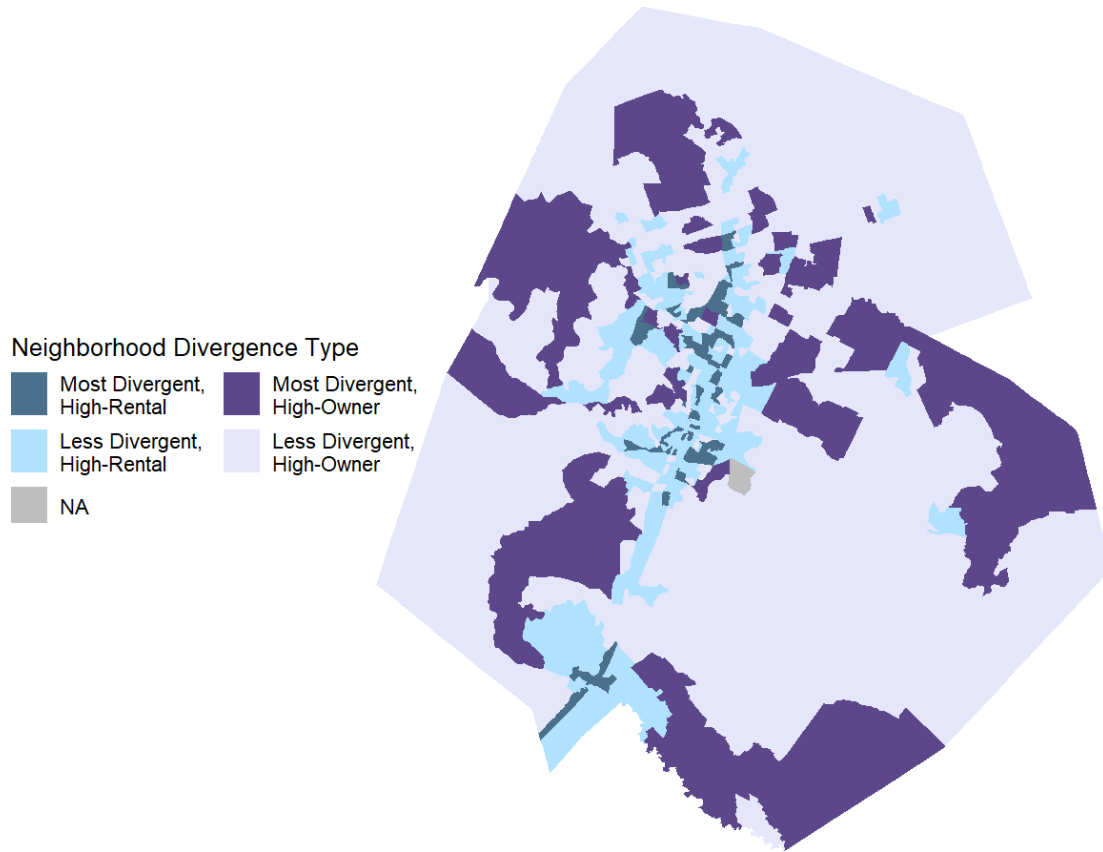 Neighborhood Divergence Type
Most Divergent,
High-Rental
Most Divergent,
High-Owner
Less Divergent,
High-Rental
Less Divergent,
High-Owner
NA